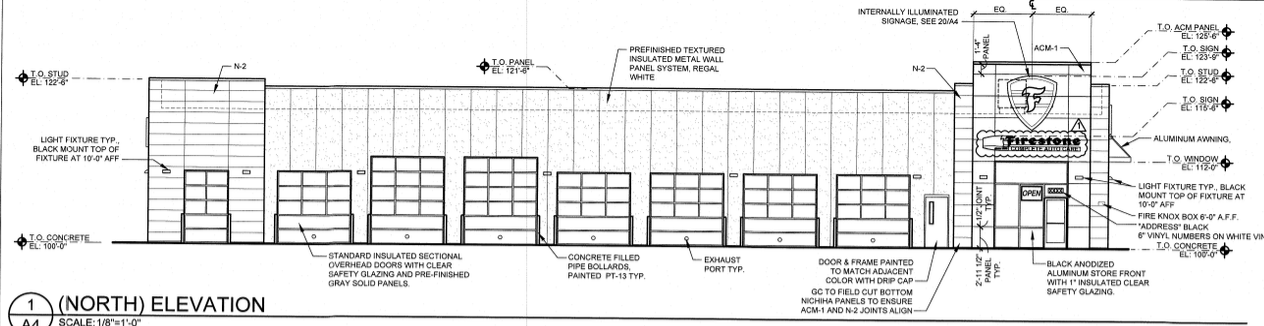 INTERNALLY ILLUMINATED
SIGNAGE, SEE 20/A4
EQ.
EQ.
T.O. ACM PANEL
EL: 125'-6"
ACM-1
1'-4"
PANEL
T.O. SIGN
EL: 123'-9"
T.O. STUD
EL: 122'-6"
N-2
T.O. PANEL
EL: 121'-6"
PREFINISHED TEXTURED
INSULATED METAL WALL
PANEL SYSTEM, REGAL
WHITE
N-2
T.O. STUD
EL: 122'-6"
T.O. SIGN
EL: 115'-6"
F
1
Firestone
COMPLETE AUTO CARE
ALUMINUM AWNING,
LIGHT FIXTURE TYP.,
BLACK MOUNT TOP OF
FIXTURE AT 10'-0" AFF
T.O. WINDOW
EL: 112'-0"
LIGHT FIXTURE TYP., BLACK
MOUNT TOP OF FIXTURE AT
10'-0" AFF
OPEN
1/2" JOINT
TYP.
FIRE KNOX BOX 6'-0" A.F.F.
"ADDRESS" BLACK
6" VINYL NUMBERS ON WHITE VIN
T.O. CONCRETE
EL: 100'-0"
T.O. CONCRETE
EL: 100'-0"
STANDARD INSULATED SECTIONAL
OVERHEAD DOORS WITH CLEAR
SAFETY GLAZING AND PRE-FINISHED
GRAY SOLID PANELS.
CONCRETE FILLED
PIPE BOLLARDS,
PAINTED PT-13 TYP.
EXHAUST
PORT TYP.
DOOR & FRAME PAINTED
TO MATCH ADJACENT
COLOR WITH DRIP CAP
GC TO FIELD CUT BOTTOM
NICHIHA PANELS TO ENSURE
ACM-1 AND N-2 JOINTS ALIGN
2'-11 1/2"
PANEL
TYP.
BLACK ANODIZED
ALUMINUM STORE FRONT
WITH 1" INSULATED CLEAR
SAFETY GLAZING.
1
A4
(NORTH) ELEVATION
SCALE: 1/8"=1'-0"